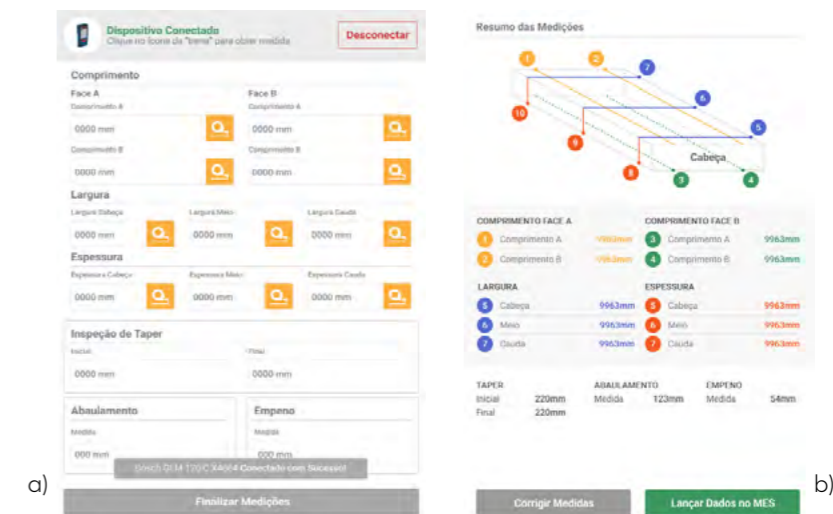 Dispositivo Conectado
Clique no ícone da "trena" para obter medida
Desconectar
Comprimento
Face A
Face B
Comprimento A
Comprimento A
0000 mm
0000 mm
Comprimento B
Comprimento B
0000 mm
0000 mm
Largura
Largura Cabeça
Largura Meio
Largura Cauda
0000 mm
0000 mm
0000 mm
Espessura
Espessura Cabeça
Espessura Meio
Espessura Cauda
0000 mm
0000 mm
0000 mm
Inspeção de Taper
Inicial
Final
0000 mm
0000 mm
Abaulamento
Empeno
Medida
Medida
000 mm
000 mm
Conectado com Sucesso!
Finalizar Medições
a)
Resumo das Medições
1
2
7
6
10
9
5
Cabeça
8
3
4
COMPRIMENTO FACE A
COMPRIMENTO FACE B
1 Comprimento A 9963mm
3 Comprimento A 9963mm
2 Comprimento B 9963mm
4 Comprimento B 9963mm
LARGURA
ESPESSURA
5 Cabeça 9963mm
5 Cabeça 9963mm
6 Meio 9963mm
6 Meio 9963mm
7 Cauda 9963mm
7 Cauda 9963mm
TAPER
ABAULAMENTO
EMPENO
Inicial 220mm
Medida 123mm
Medida 54mm
Final 220mm
Corrigir Medidas
Lançar Dados no MES
b)